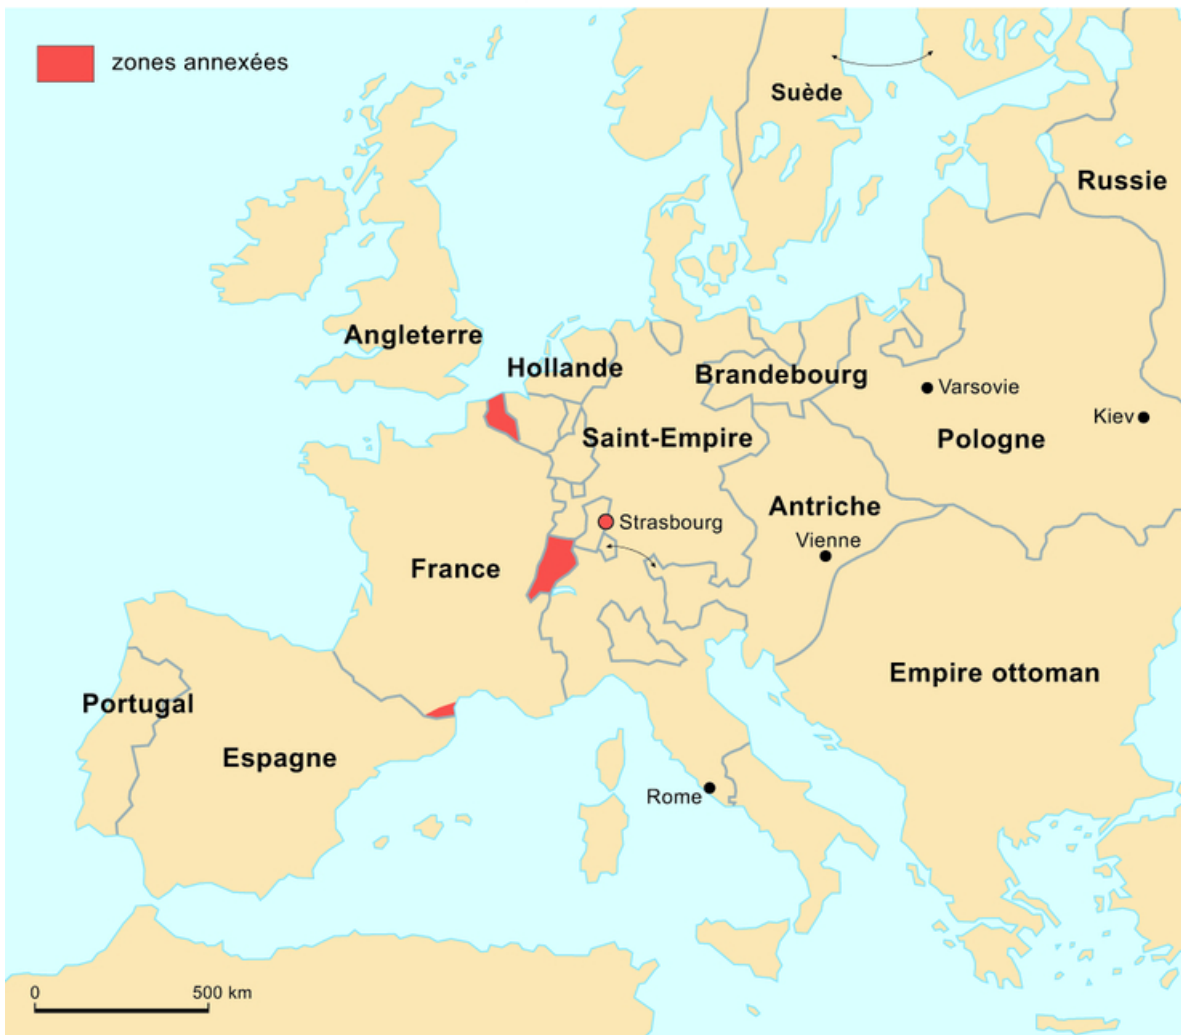 zones annexées
Suède
Russie
Angleterre
Hollande
Brandebourg
Varsovie
Kiev
Saint-Empire
Pologne
Antriche
Strasbourg
Vienne
France
Empire ottoman
Portugal
Espagne
Rome
0 500 km